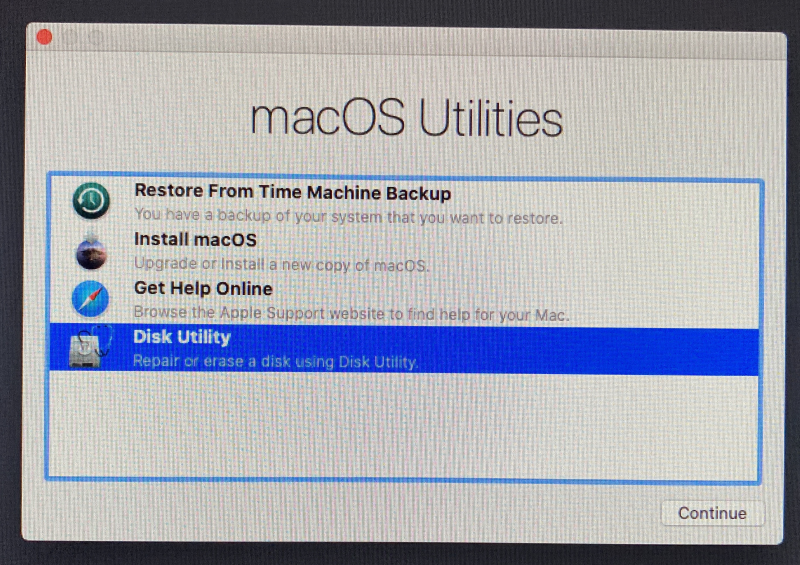 macOS Utilities
Restore From Time Machine Backup
You have a backup of your system that you want to restore.
Install macOS
Upgrade or Install a new copy of macOS.
Get Help Online
Browse the Apple Support website to find help for your Mac.
Disk Utility
Repair or erase a disk using Disk Utility.
Continue